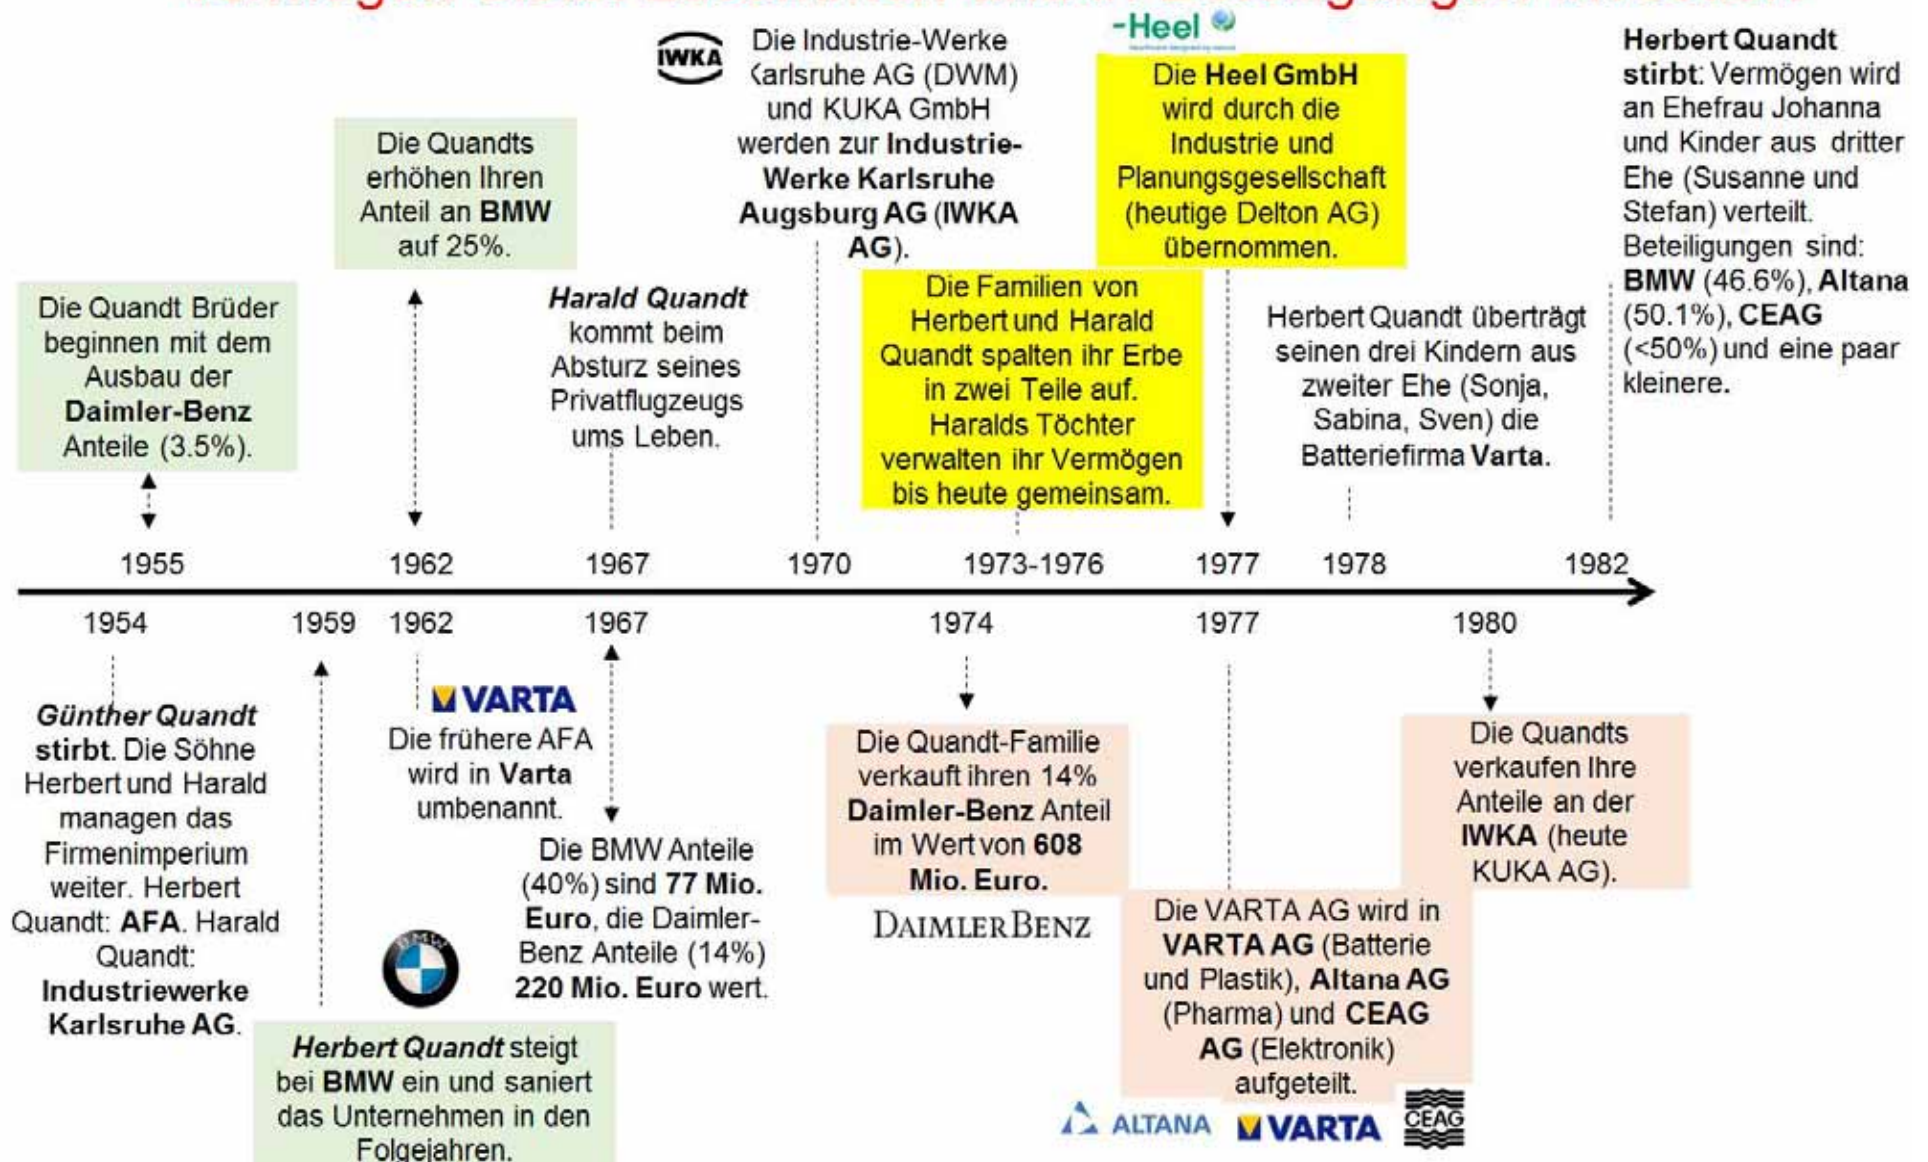 IWKA
Die Industrie-Werke
Karlsruhe AG (DWM)
und KUKA GmbH
werden zur Industrie-
Werke Karlsruhe
Augsburg AG (IWKA
AG).
-Heel
Die Heel GmbH
wird durch die
Industrie und
Planungsgesellschaft
(heutige Delton AG)
übernommen.
Herbert Quandt
stirbt: Vermögen wird
an Ehefrau Johanna
und Kinder aus dritter
Ehe (Susanne und
Stefan) verteilt.
Beteiligungen sind:
BMW (46.6%), Altana
(50.1%), CEAG
(<50%) und eine paar
kleinere.
Die Quandts
erhöhen Ihren
Anteil an BMW
auf 25%.
Die Quandt Brüder
beginnen mit dem
Ausbau der
Daimler-Benz
Anteile (3.5%).
Harald Quandt
kommt beim
Absturz seines
Privatflugzeugs
ums Leben.
Die Familien von
Herbert und Harald
Quandt spalten ihr Erbe
in zwei Teile auf.
Haralds Töchter
verwalten ihr Vermögen
bis heute gemeinsam.
Herbert Quandt überträgt
seinen drei Kindern aus
zweiter Ehe (Sonja,
Sabina, Sven) die
Batteriefirma Varta.
1955 1962 1967 1970 1973-1976 1977 1978 1982
1954 1959 1962 1967 1974 1977 1980
Günther Quandt
stirbt. Die Söhne
Herbert und Harald
managen das
Firmenimperium
weiter. Herbert
Quandt: AFA. Harald
Quandt:
Industriewerke
Karlsruhe AG.
VARTA
Die frühere AFA
wird in Varta
umbenannt.
BMW
Herbert Quandt steigt
bei BMW ein und saniert
das Unternehmen in den
Folgejahren.
Die BMW Anteile
(40%) sind 77 Mio.
Euro, die Daimler-
Benz Anteile (14%)
220 Mio. Euro wert.
Die Quandt-Familie
verkauft ihren 14%
Daimler-Benz Anteil
im Wert von 608
Mio. Euro.
DAIMLERBENZ
Die VARTA AG wird in
VARTA AG (Batterie
und Plastik), Altana AG
(Pharma) und CEAG
AG (Elektronik)
aufgeteilt.
Die Quandts
verkaufen Ihre
Anteile an der
IWKA (heute
KUKA AG).
ALTANA
VARTA
CEAG